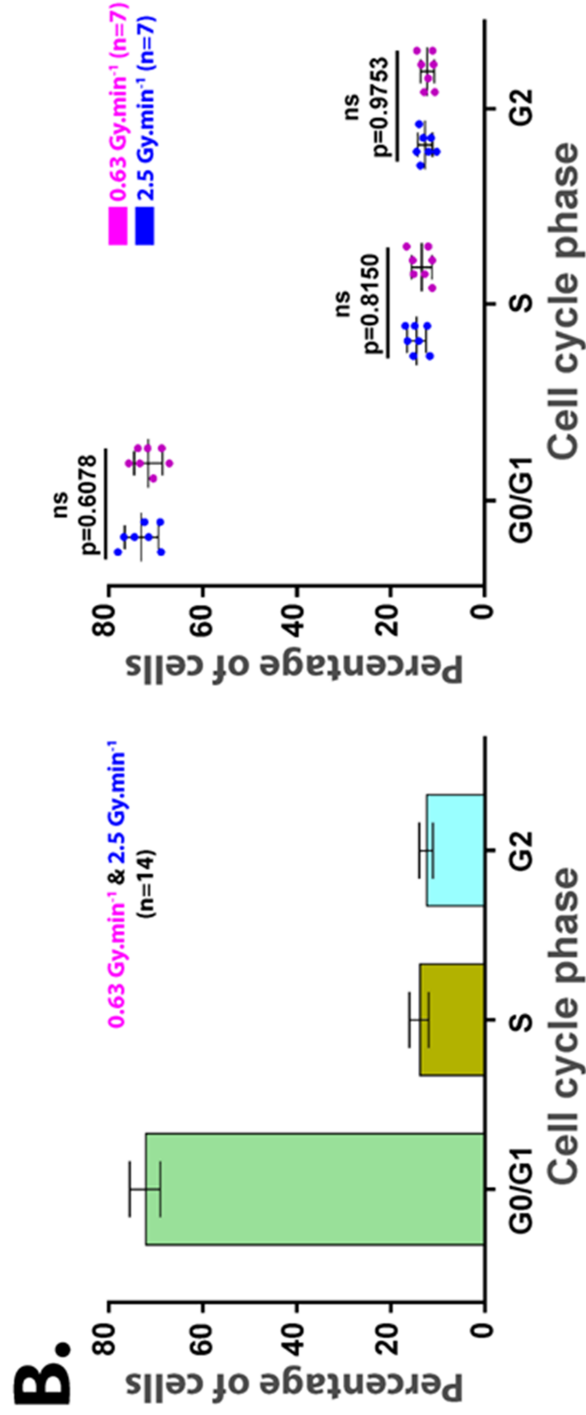 B.
0.63 Gy.min⁻¹ & 2.5 Gy.min⁻¹
(n=14)
Percentage of cells
80
60
40
20
0
G0/G1 S G2
Cell cycle phase
0.63 Gy.min⁻¹ (n=7)
2.5 Gy.min⁻¹ (n=7)
Percentage of cells
80
60
40
20
0
ns
p=0.6078
ns
p=0.8150
ns
p=0.9753
G0/G1 S G2
Cell cycle phase